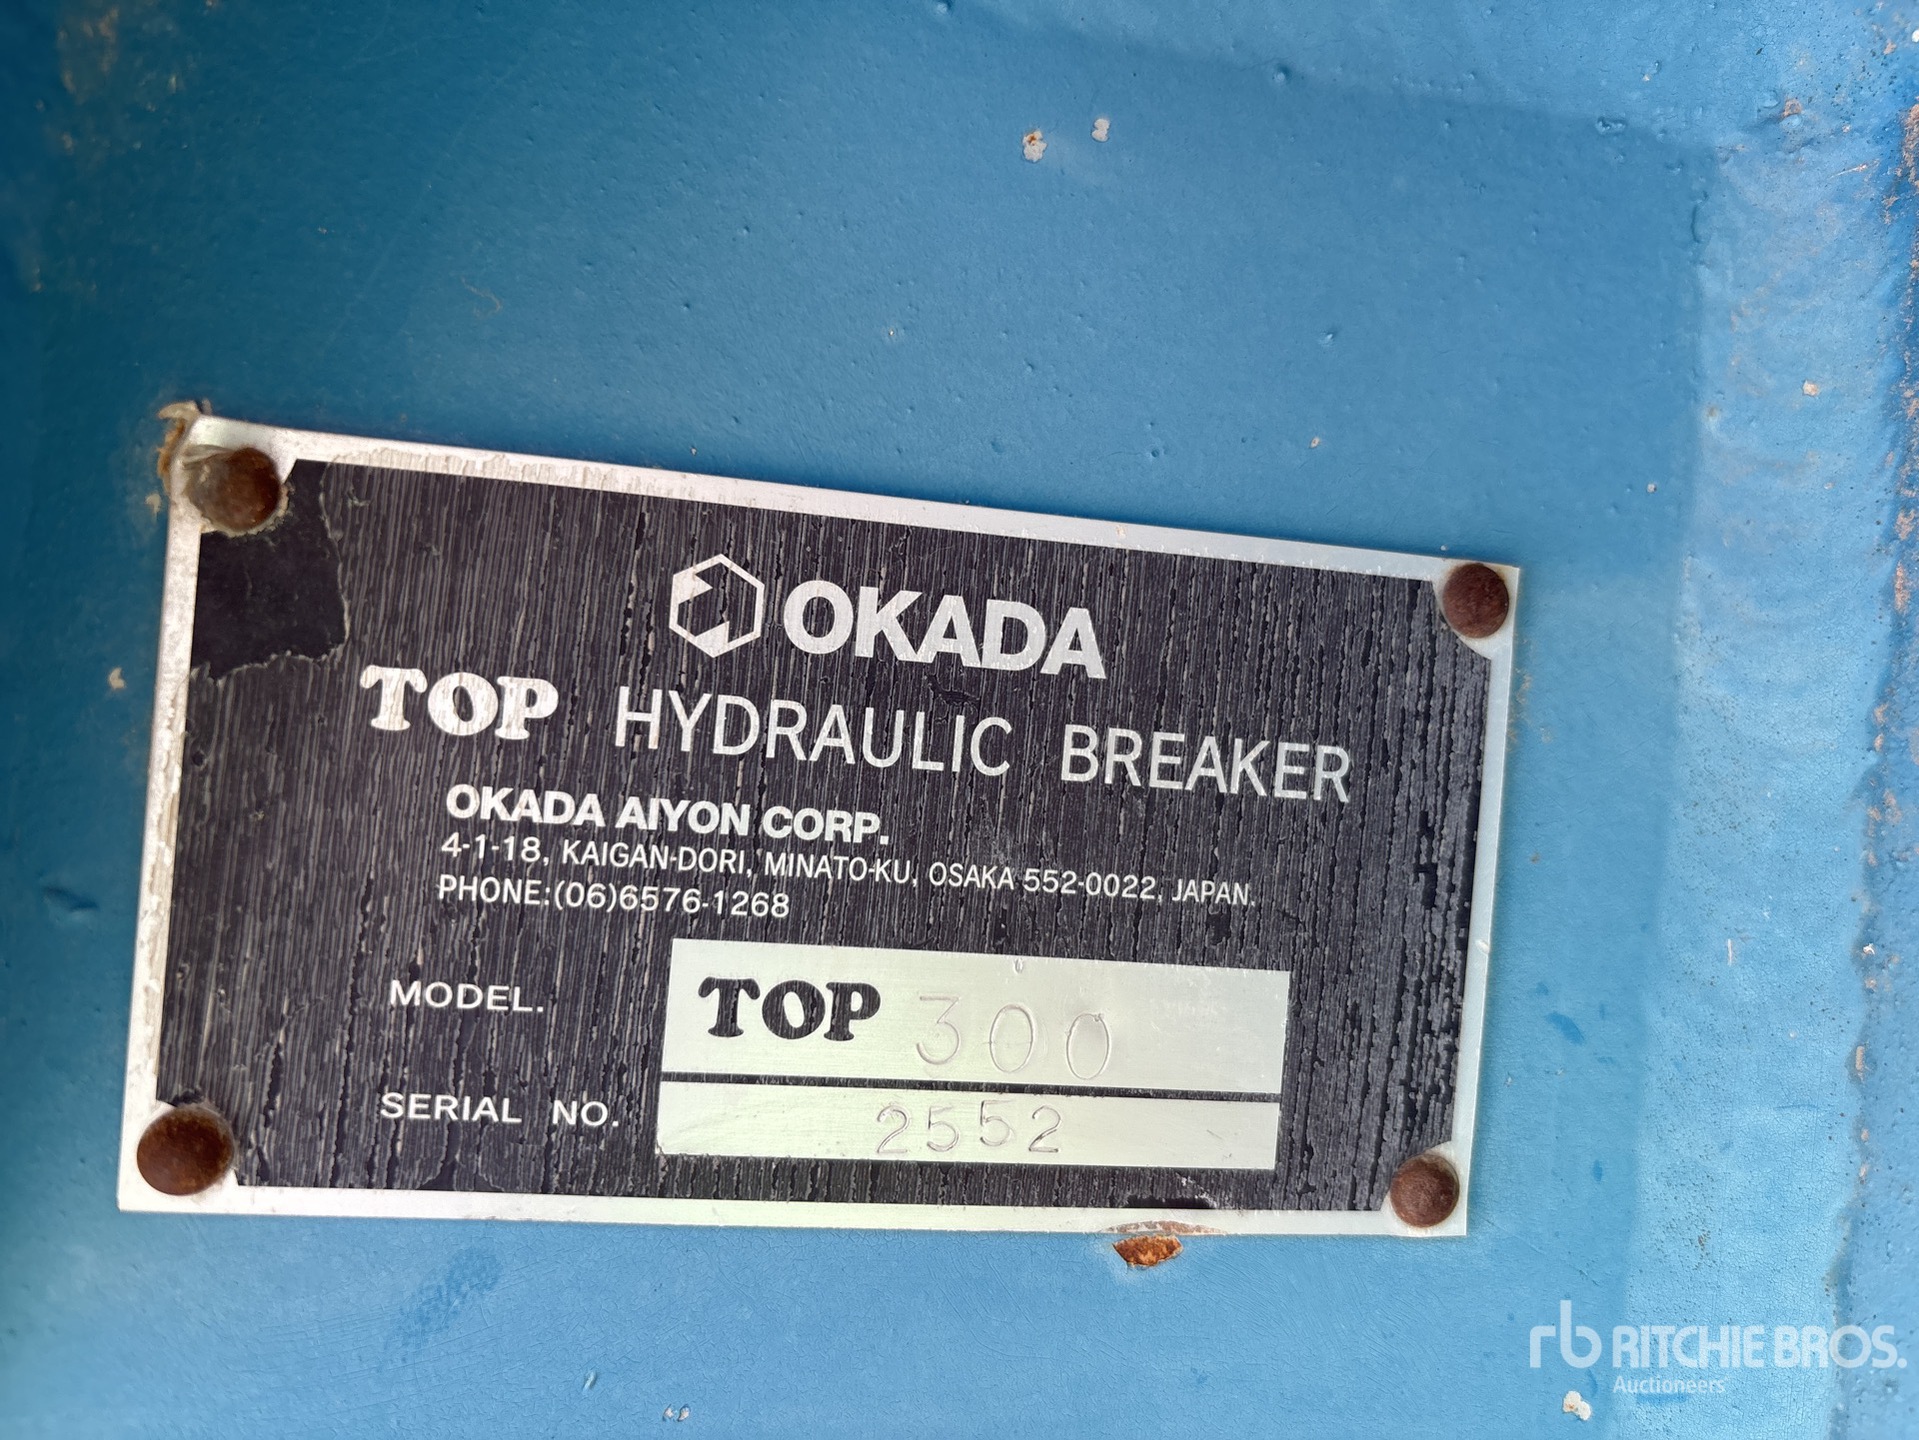 OKADA
TOP HYDRAULIC BREAKER
OKADA AIYON CORP.
4-1-18, KAIGAN-DORI, MINATO-KU, OSAKA 552-0022, JAPAN.
PHONE:(06)6576-1268
MODEL. TOP 300
SERIAL NO. 2552
rb RITCHIE BROS.
Auctioneers